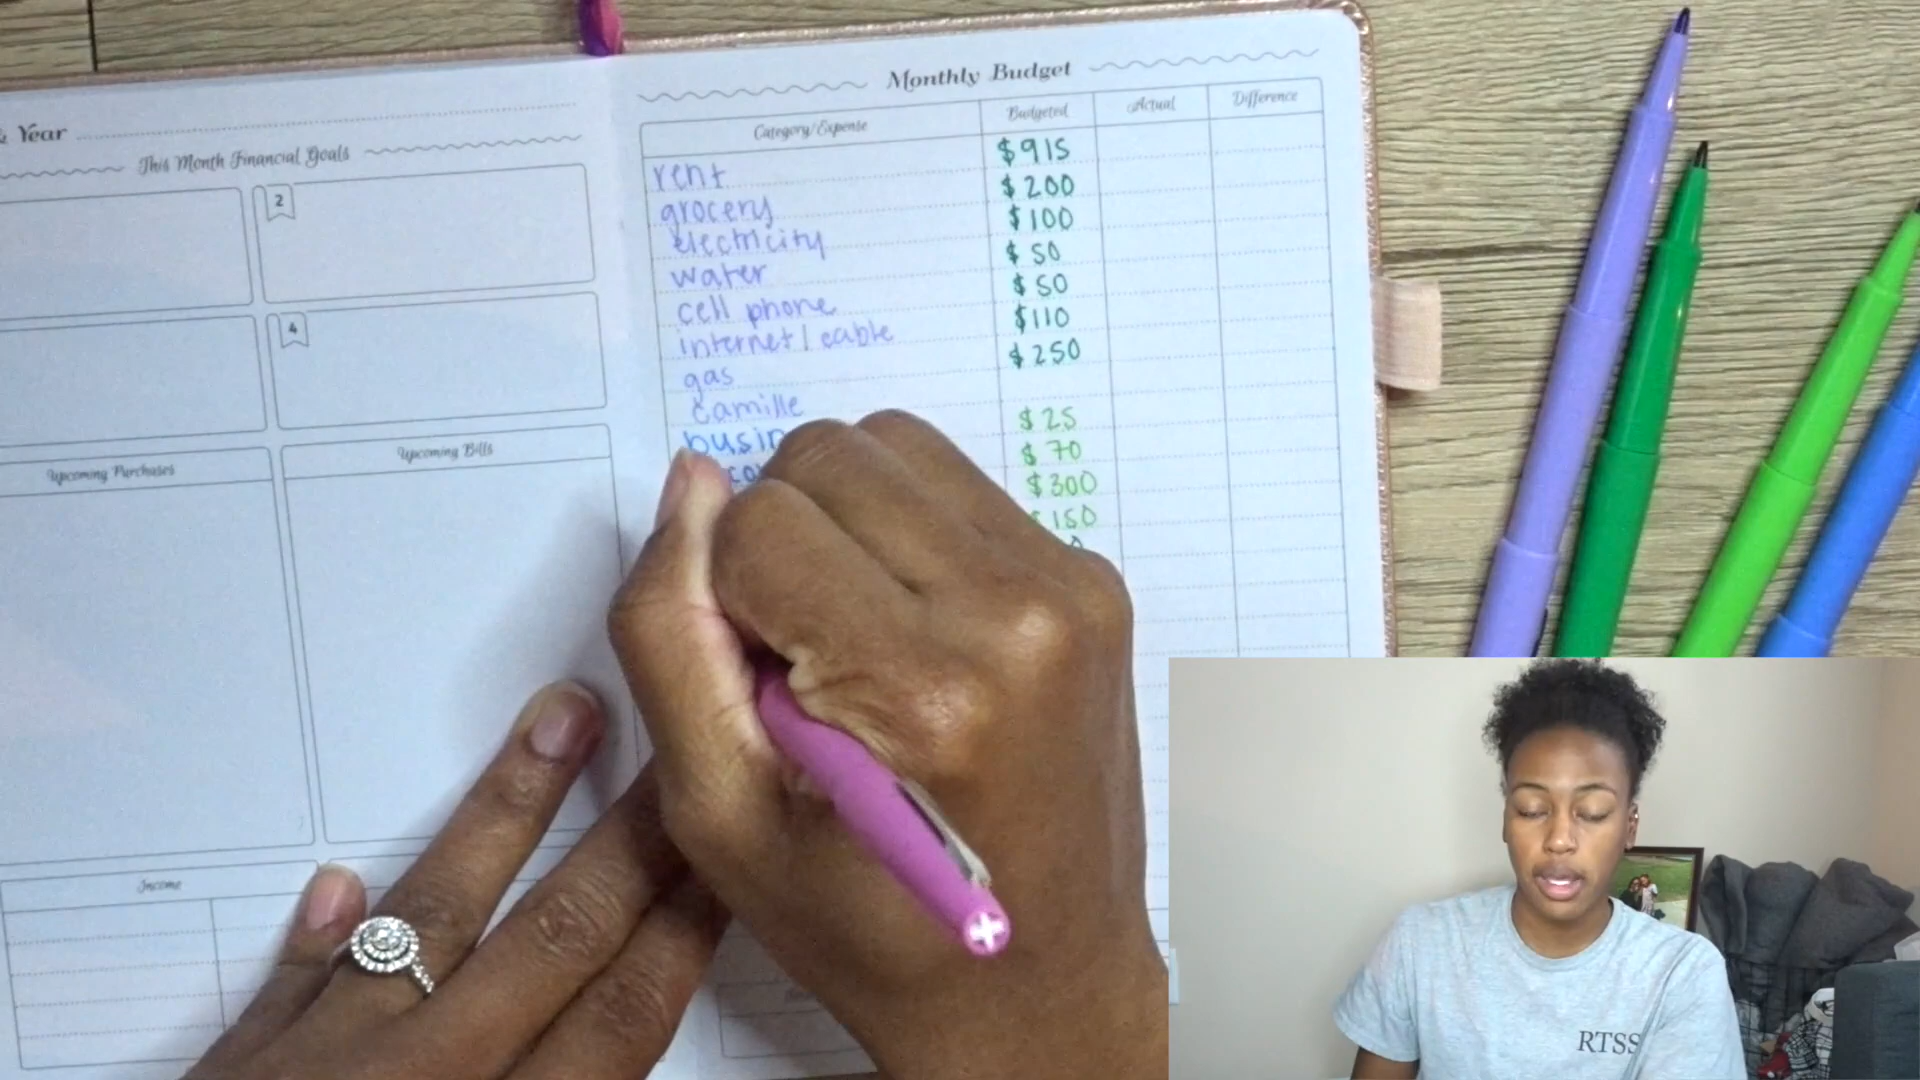 & Year
This Month Financial Goals
2
4
Upcoming Purchases
Upcoming Bills
Income
Monthly Budget
Category/Expense Budgeted Actual Difference
rent $915
grocery $200
electricity $100
water $50
cell phone $50
internet/cable $110
gas $250
camille
$25
$70
$300
$150
RTSS